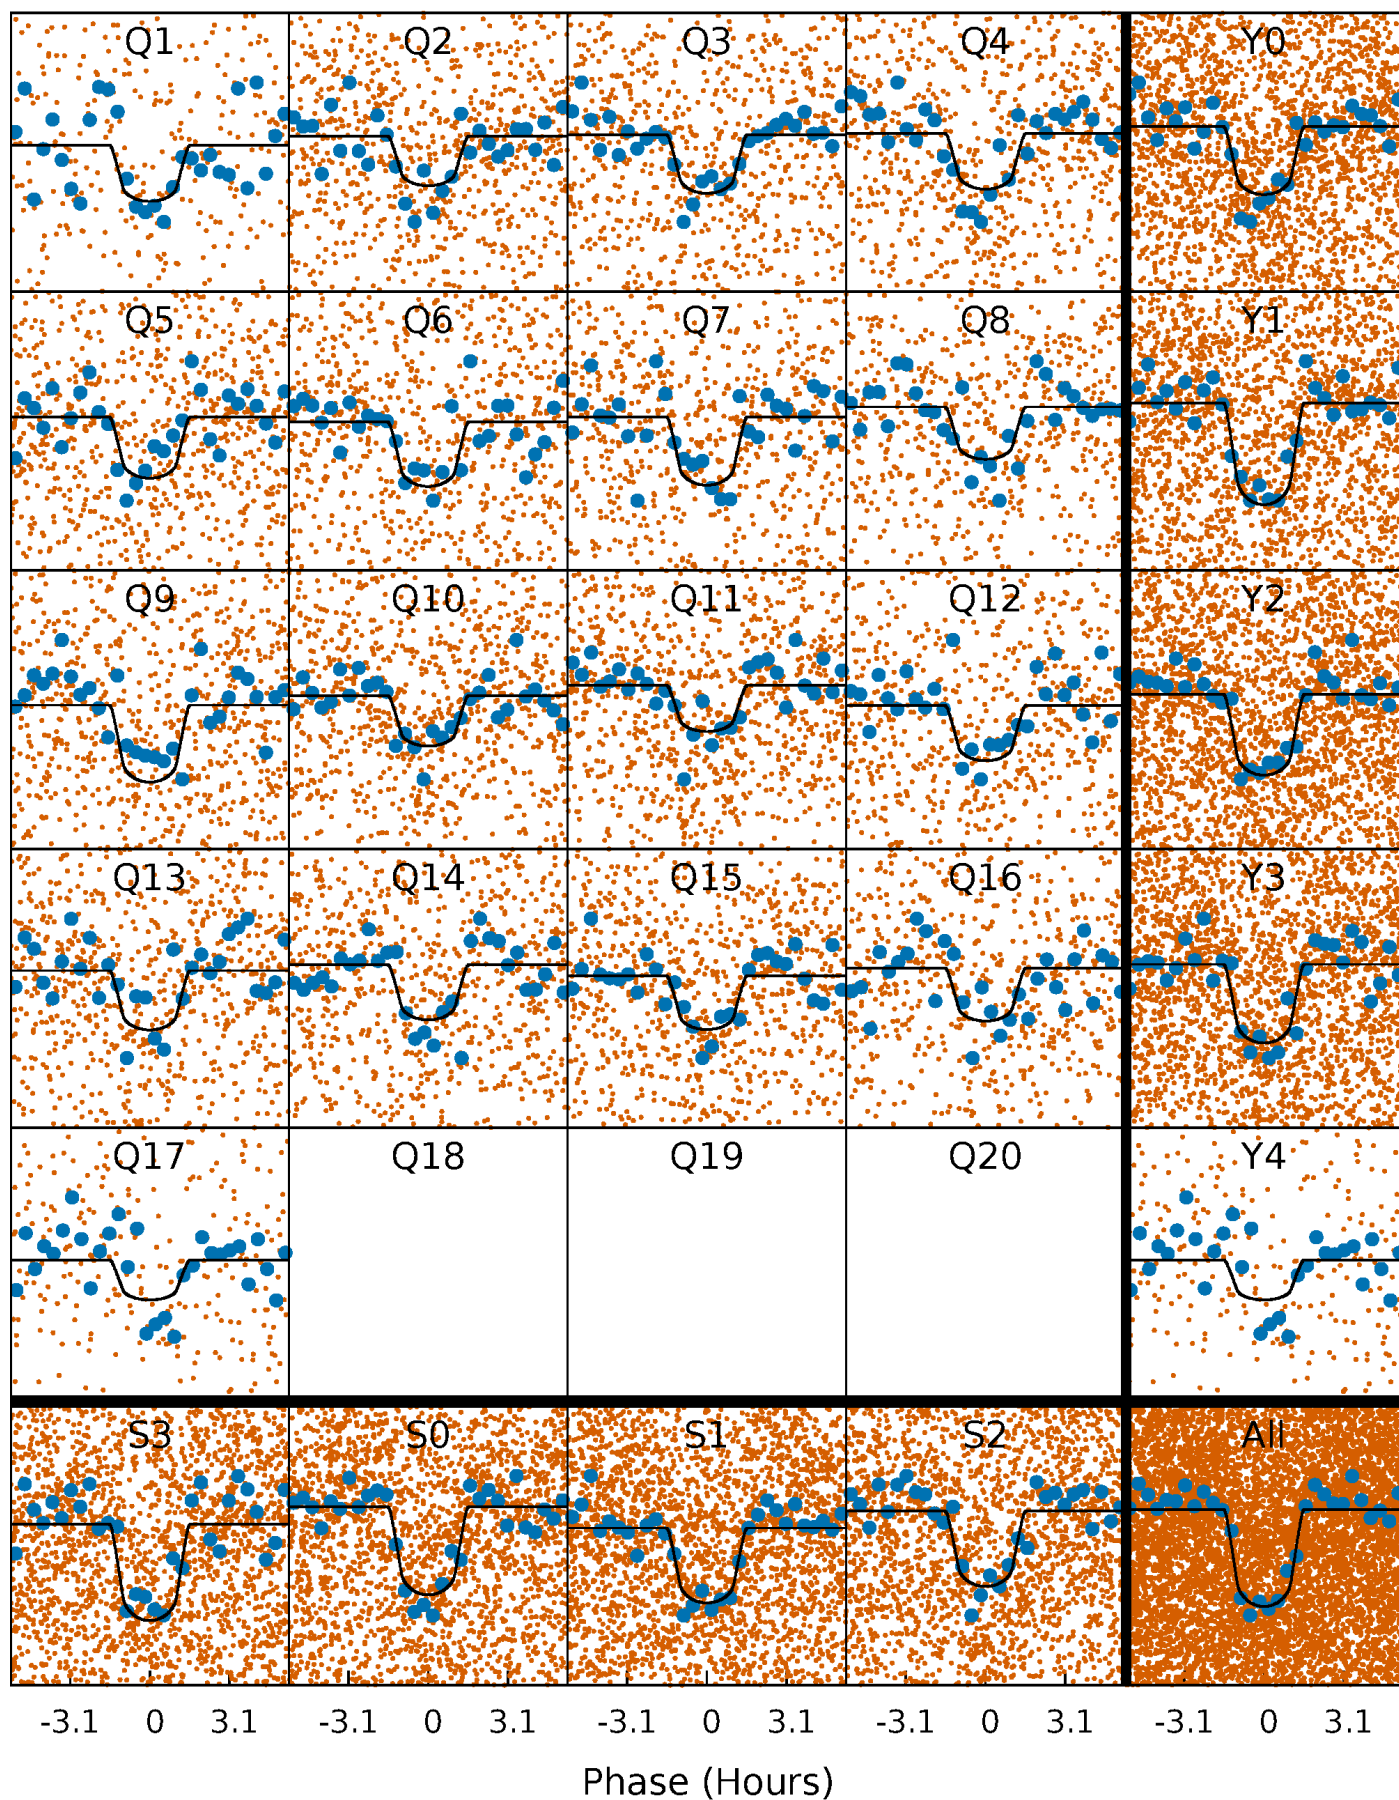 Q1 Q2 Q3 Q4 Y0
Q5 Q6 Q7 Q8 Y1
Q9 Q10 Q11 Q12 Y2
Q13 Q14 Q15 Q16 Y3
Q17 Q18 Q19 Q20 Y4
S3 S0 S1 S2 All
-3.1 0 3.1 -3.1 0 3.1 -3.1 0 3.1 -3.1 0 3.1 -3.1 0 3.1
Phase (Hours)